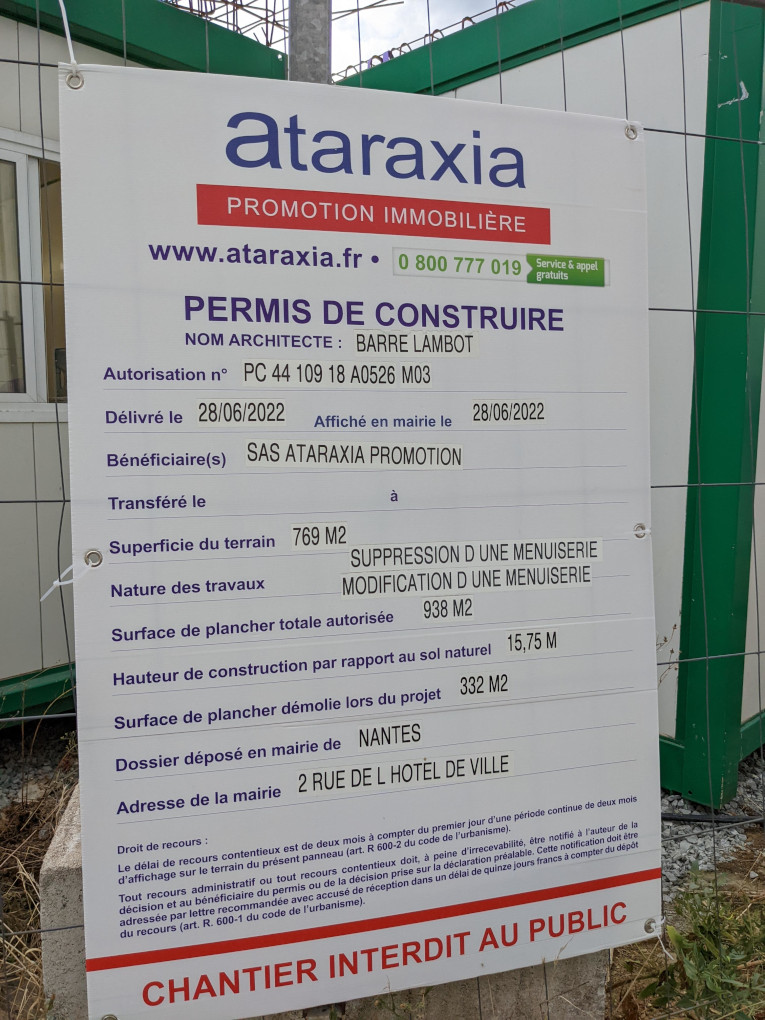 ataraxia
PROMOTION IMMOBILIÈRE
www.ataraxia.fr • 0 800 777 019 Service & appel
gratuits
PERMIS DE CONSTRUIRE
NOM ARCHITECTE : BARRE LAMBOT
Autorisation n° PC 44 109 18 A0526 M03
Délivré le 28/06/2022 Affiché en mairie le 28/06/2022
Bénéficiaire(s) SAS ATARAXIA PROMOTION
Transféré le à
Superficie du terrain 769 M2
SUPPRESSION D UNE MENUISERIE
Nature des travaux MODIFICATION D UNE MENUISERIE
Surface de plancher totale autorisée 938 M2
Hauteur de construction par rapport au sol naturel 15,75 M
Surface de plancher démolie lors du projet 332 M2
Dossier déposé en mairie de NANTES
Adresse de la mairie 2 RUE DE L HOTEL DE VILLE
Droit de recours :
Le délai de recours contentieux est de deux mois à compter du premier jour d'une période continue de deux mois
d'affichage sur le terrain du présent panneau (art. R 600-2 du code de l'urbanisme).
Tout recours administratif ou tout recours contentieux doit, à peine d'irrecevabilité, être notifié à l'auteur de la
décision et au bénéficiaire du permis ou de la décision prise sur la déclaration préalable. Cette notification doit être
adressée par lettre recommandée avec accusé de réception dans un délai de quinze jours francs à compter du dépôt
du recours (art. R. 600-1 du code de l'urbanisme).
CHANTIER INTERDIT AU PUBLIC